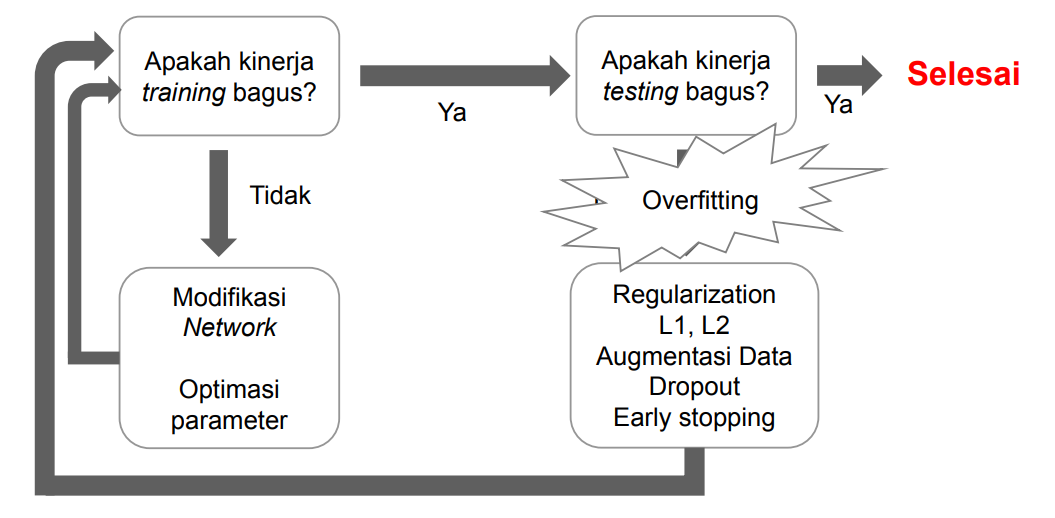 Apakah kinerja
training bagus?
Ya
Apakah kinerja
testing bagus?
Ya
Selesai
Tidak
Overfitting
Modifikasi
Network
Optimasi
parameter
Regularization
L1, L2
Augmentasi Data
Dropout
Early stopping